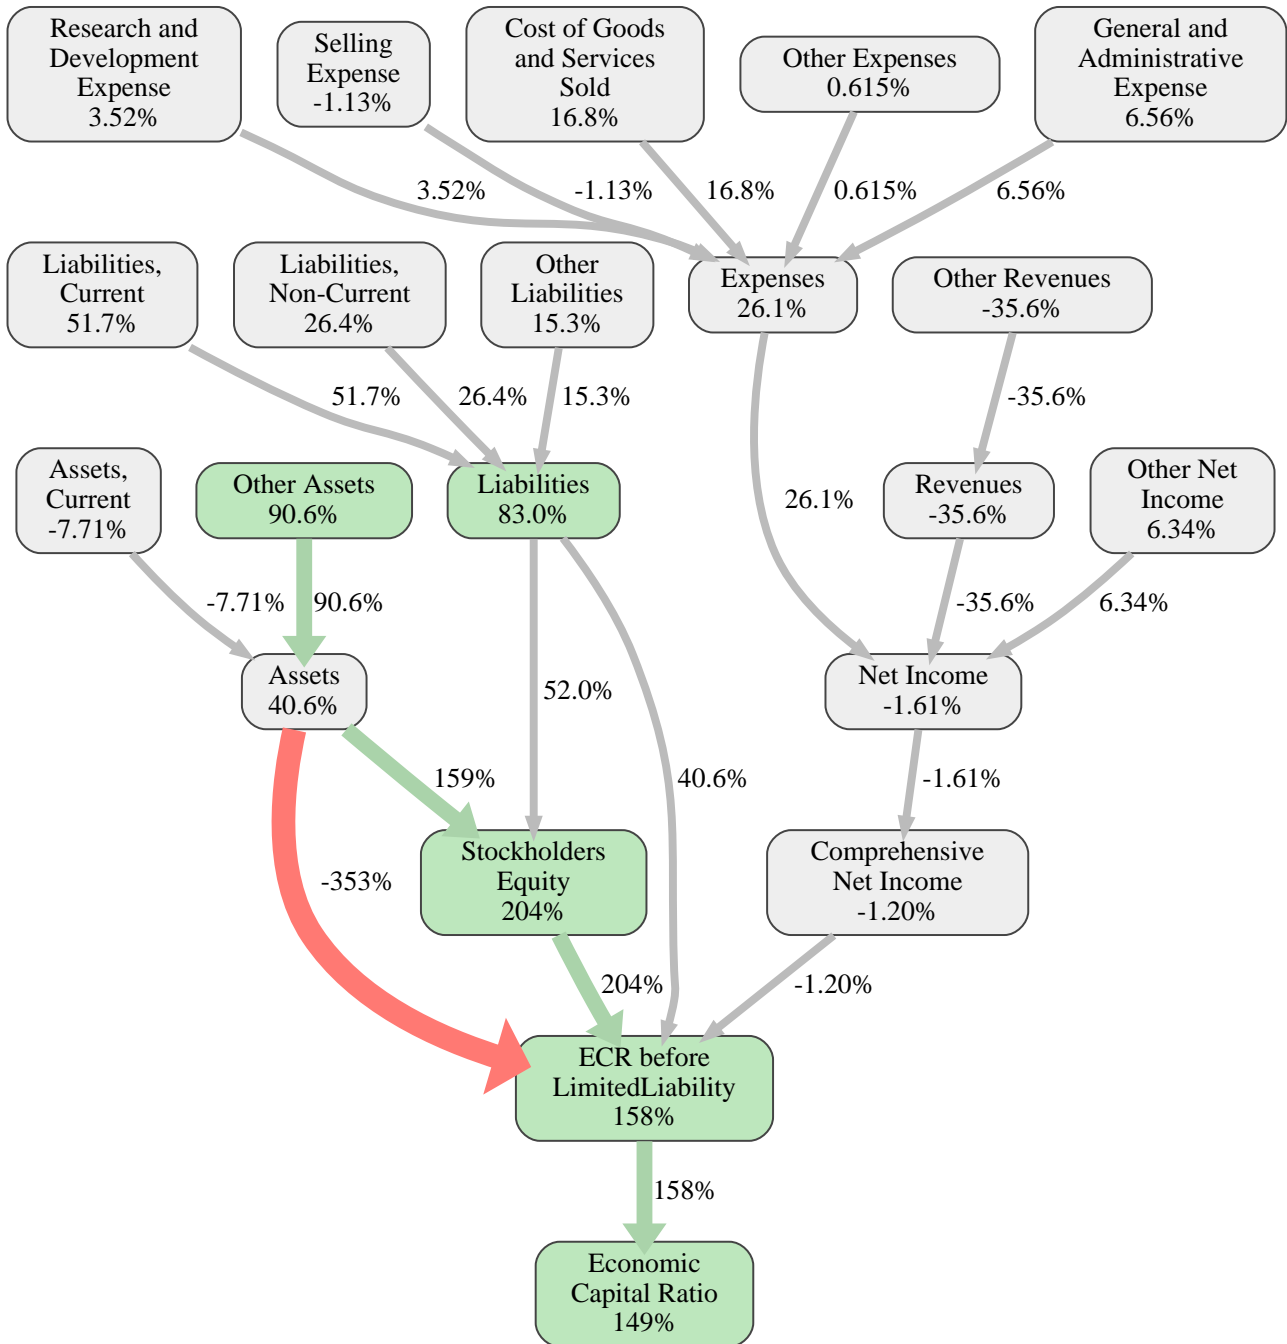 Research and
Development
Expense
3.52%
Selling
Expense
-1.13%
Cost of Goods
and Services
Sold
16.8%
Other Expenses
0.615%
General and
Administrative
Expense
6.56%
3.52%
-1.13%
16.8%
0.615%
6.56%
Liabilities,
Current
51.7%
Liabilities,
Non-Current
26.4%
Other
Liabilities
15.3%
Expenses
26.1%
Other Revenues
-35.6%
51.7%
26.4%
15.3%
-35.6%
Assets,
Current
-7.71%
Other Assets
90.6%
Liabilities
83.0%
26.1%
Revenues
-35.6%
Other Net
Income
6.34%
-7.71%
90.6%
-35.6%
6.34%
Assets
40.6%
52.0%
Net Income
-1.61%
159%
40.6%
-1.61%
-353%
Stockholders
Equity
204%
Comprehensive
Net Income
-1.20%
204%
-1.20%
ECR before
LimitedLiability
158%
158%
Economic
Capital Ratio
149%